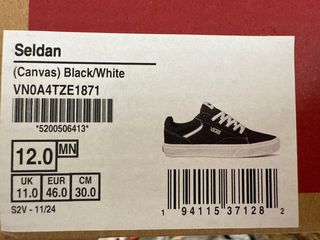 Seldan
(Canvas) Black/White
VN0A4TZE1871
*5200506413*
12.0 MN
UK EUR CM
11.0 46.0 30.0
S2V - 11/24
VANS
1 94115 37128 2